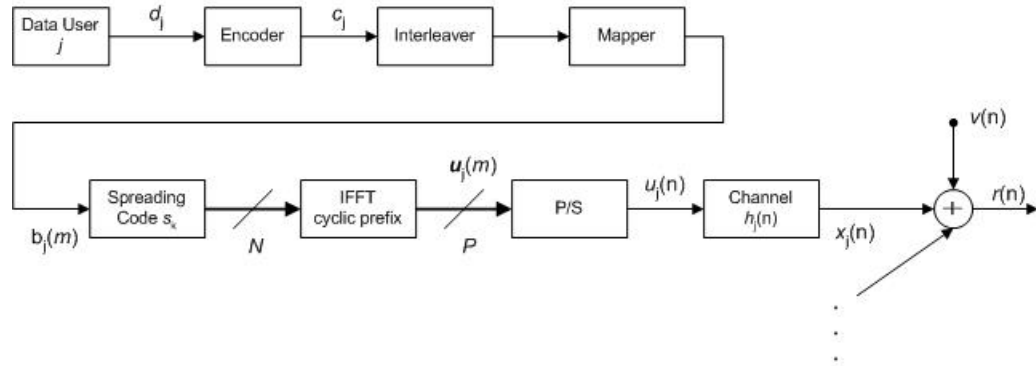 Data User
j
d_j
Encoder
c_j
Interleaver
Mapper
b_j(m)
Spreading
Code s_k
N
IFFT
cyclic prefix
u_j(m)
P
P/S
u_j(n)
Channel
h_j(n)
x_j(n)
v(n)
+
r(n)